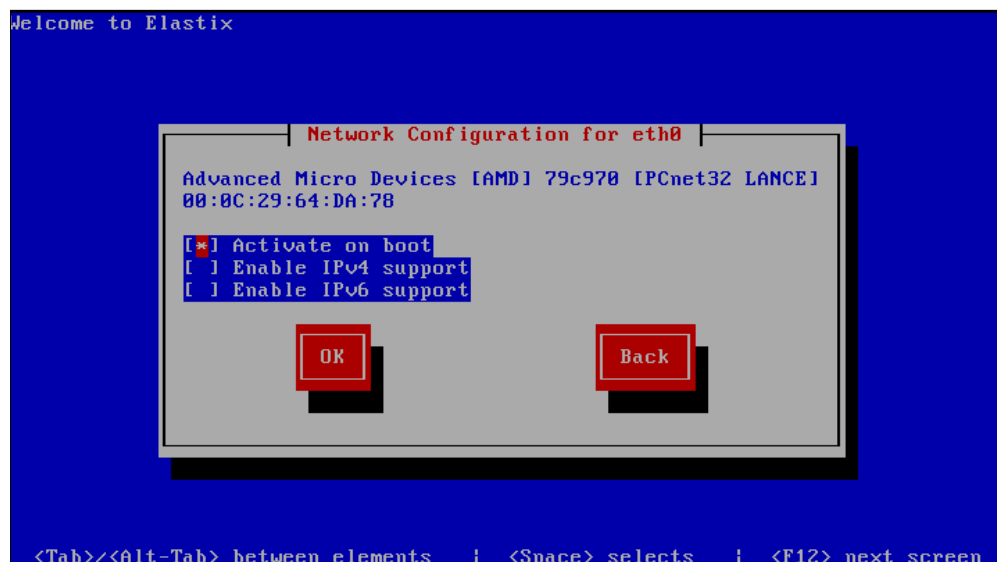 Welcome to Elastix
Network Configuration for eth0
Advanced Micro Devices [AMD] 79c970 [PCnet32 LANCE]
00:0C:29:64:DA:78
[*] Activate on boot
[ ] Enable IPv4 support
[ ] Enable IPv6 support
OK Back
<Tab>/<Alt-Tab> between elements | <Space> selects | <F12> next screen